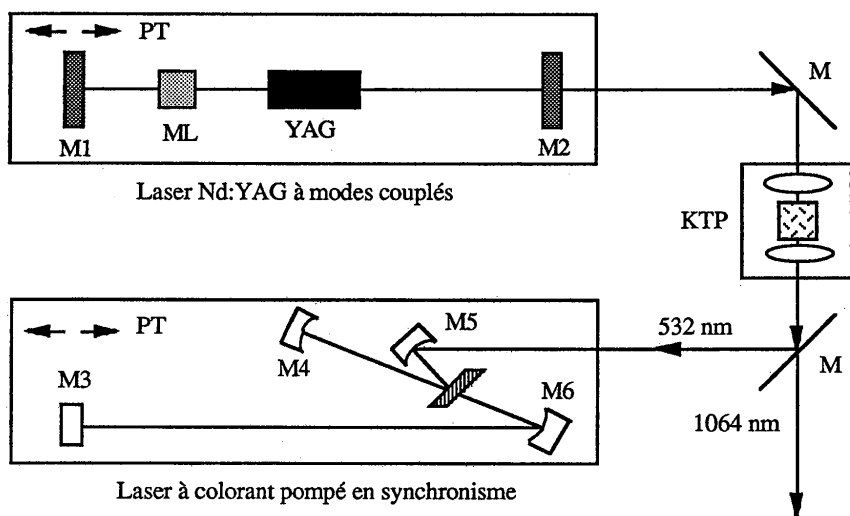 PT
M1
ML
YAG
M2
M
Laser Nd:YAG à modes couplés
KTP
PT
M3
M4
M5
M6
532 nm
M
1064 nm
Laser à colorant pompé en synchronisme